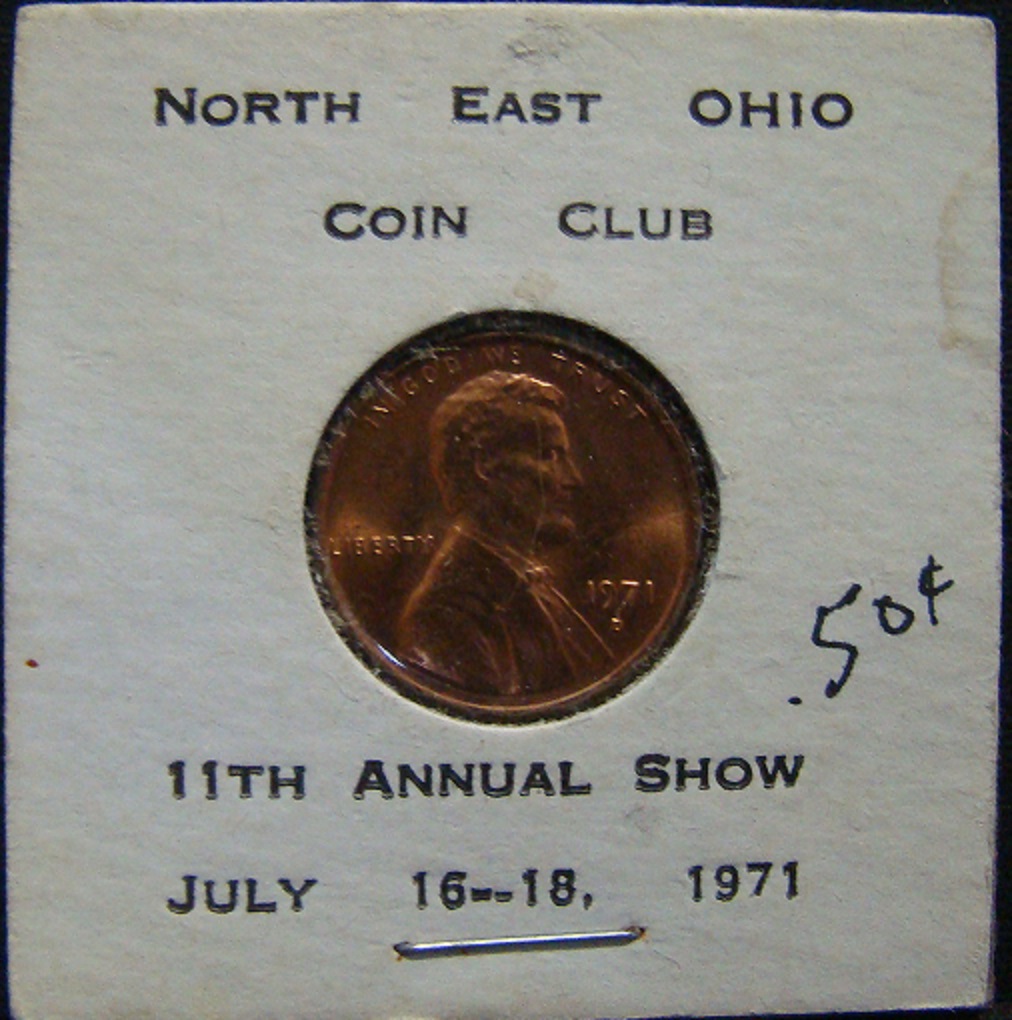 NORTH EAST OHIO
COIN CLUB
IN GOD WE TRUST
LIBERTY
1971
D
.50¢
11TH ANNUAL SHOW
JULY 16--18, 1971